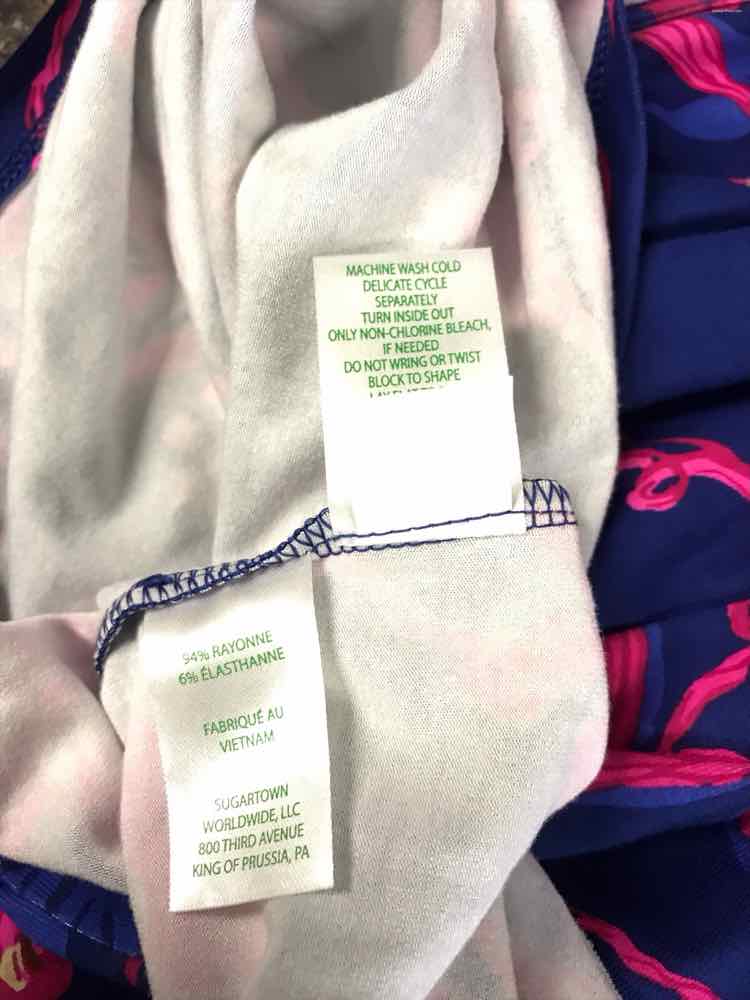 MACHINE WASH COLD
DELICATE CYCLE
SEPARATELY
TURN INSIDE OUT
ONLY NON-CHLORINE BLEACH,
IF NEEDED
DO NOT WRING OR TWIST
BLOCK TO SHAPE
94% RAYONNE
6% ÉLASTHANNE
FABRIQUÉ AU
VIETNAM
SUGARTOWN
WORLDWIDE, LLC
800 THIRD AVENUE
KING OF PRUSSIA, PA